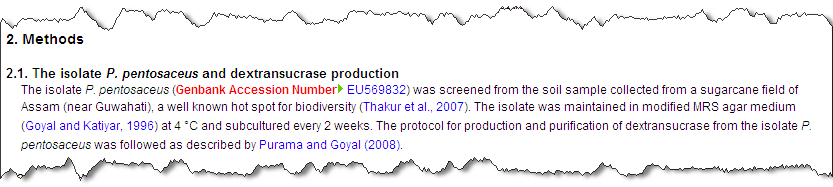 2. Methods
2.1. The isolate P. pentosaceus and dextransucrase production
The isolate P. pentosaceus (Genbank Accession Number EU569832) was screened from the soil sample collected from a sugarcane field of
Assam (near Guwahati), a well known hot spot for biodiversity (Thakur et al., 2007). The isolate was maintained in modified MRS agar medium
(Goyal and Katiyar, 1996) at 4 °C and subcultured every 2 weeks. The protocol for production and purification of dextransucrase from the isolate P.
pentosaceus was followed as described by Purama and Goyal (2008).